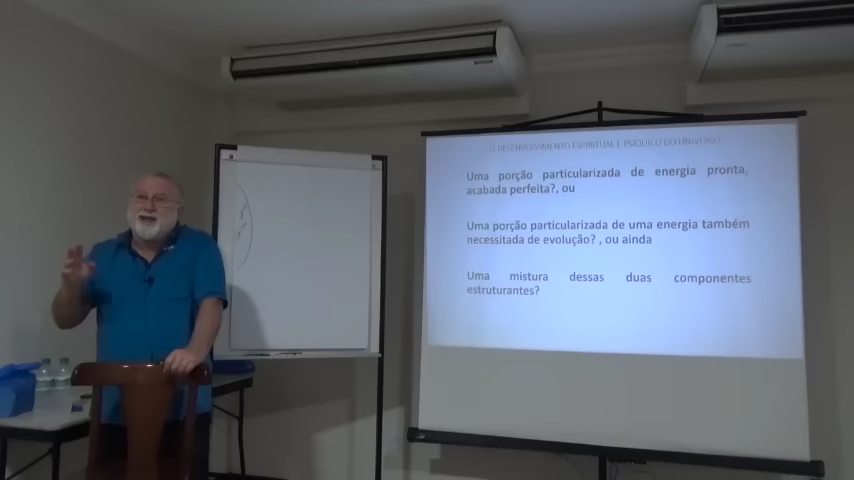 O DESENVOLVIMENTO ESPIRITUAL E PSÍQUICO DO UNIVERSO
Uma porção particularizada de energia pronta,
acabada perfeita?, ou
Uma porção particularizada de uma energia também
necessitada de evolução? , ou ainda
Uma mistura dessas duas componentes
estruturantes?